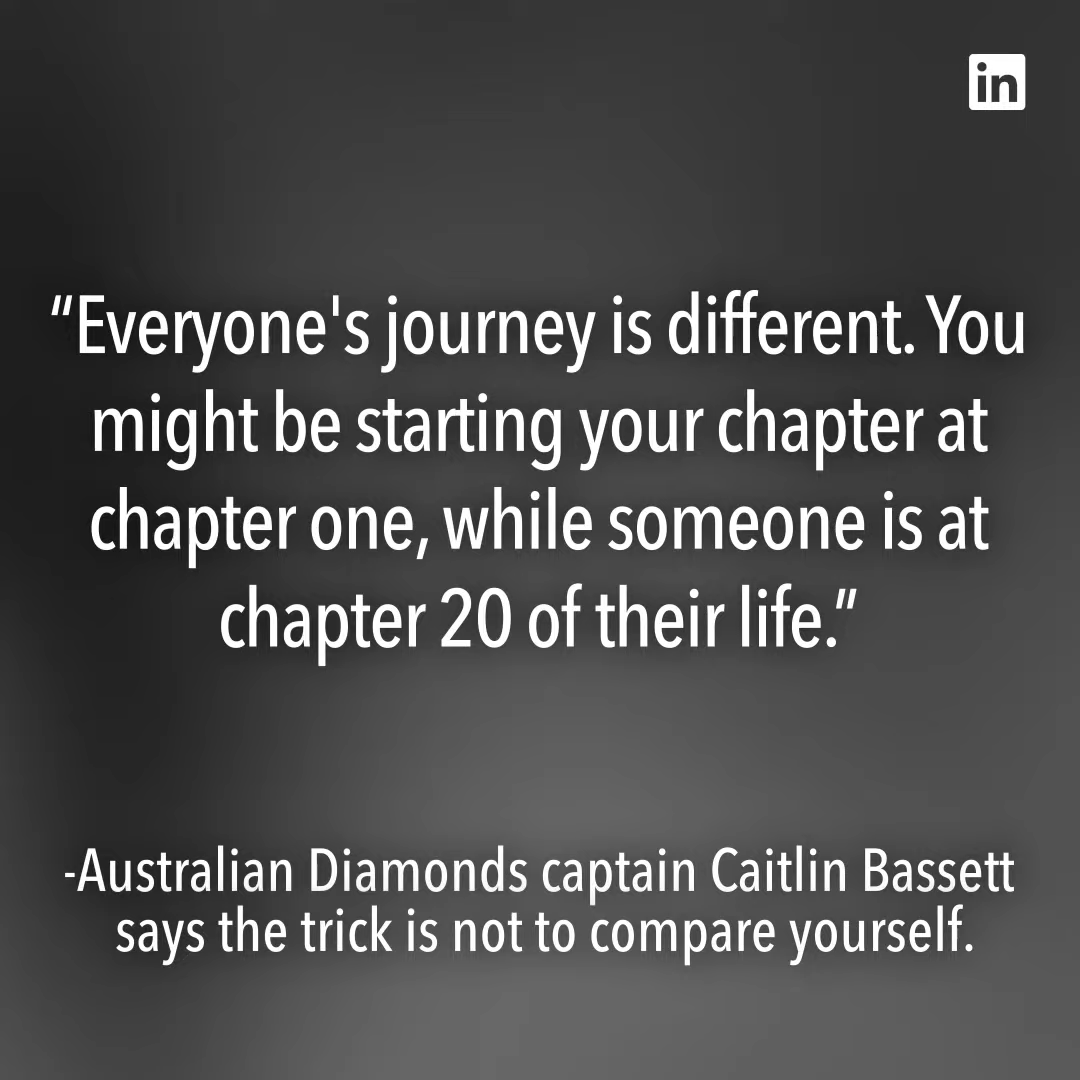 in
“Everyone's journey is different. You
might be starting your chapter at
chapter one, while someone is at
chapter 20 of their life.”
-Australian Diamonds captain Caitlin Bassett
says the trick is not to compare yourself.